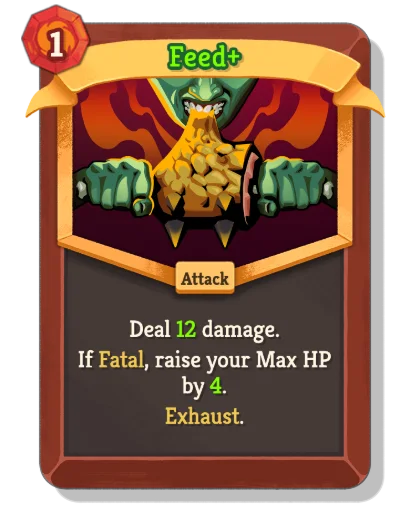 1
Feed+
Attack
Deal 12 damage.
If Fatal, raise your Max HP
by 4.
Exhaust.